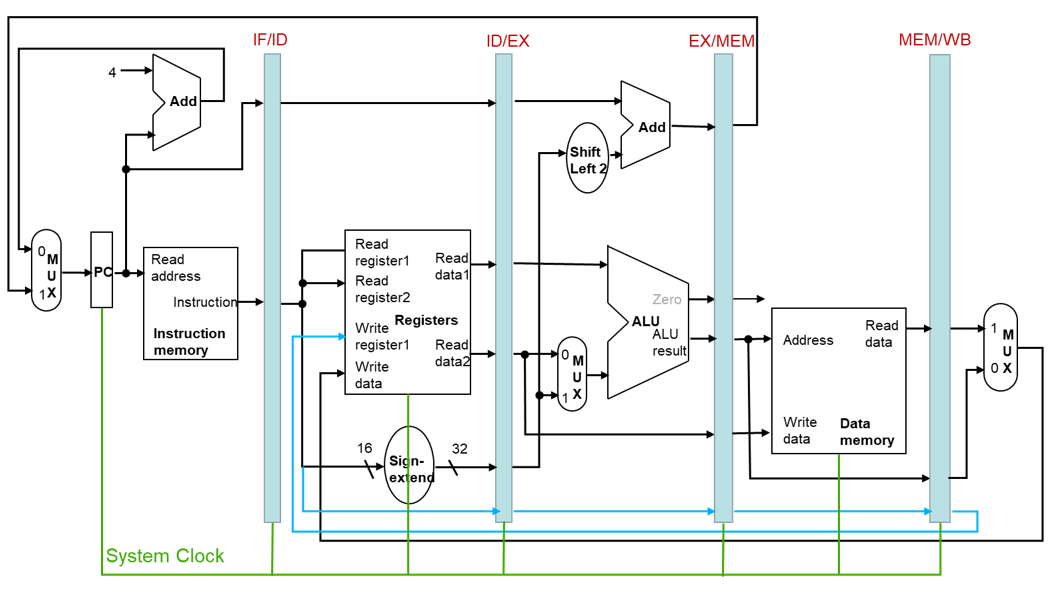 IF/ID
ID/EX
EX/MEM
MEM/WB
4
Add
Add
Shift
Left 2
0
M
U
1 X
PC
Read
address
Instruction
Instruction
memory
Read
register1
Read
register2
Write
register1
Write
data
Registers
Read
data1
Read
data2
16
Sign-
extend
32
0
M
U
1 X
Zero
ALU
ALU
result
Address
Read
data
Write
data
Data
memory
1
M
U
0 X
System Clock